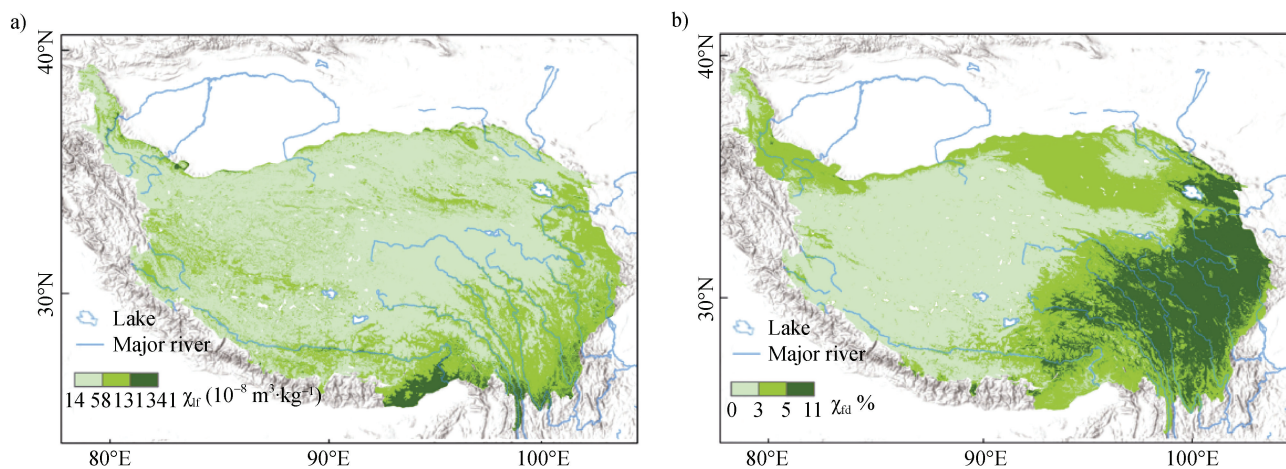 a)
40°N
30°N
Lake
Major river
14 58 131 341 χlf (10⁻⁸ m³·kg⁻¹)
80°E 90°E 100°E
b)
40°N
30°N
Lake
Major river
0 3 5 11 χfd %
80°E 90°E 100°E